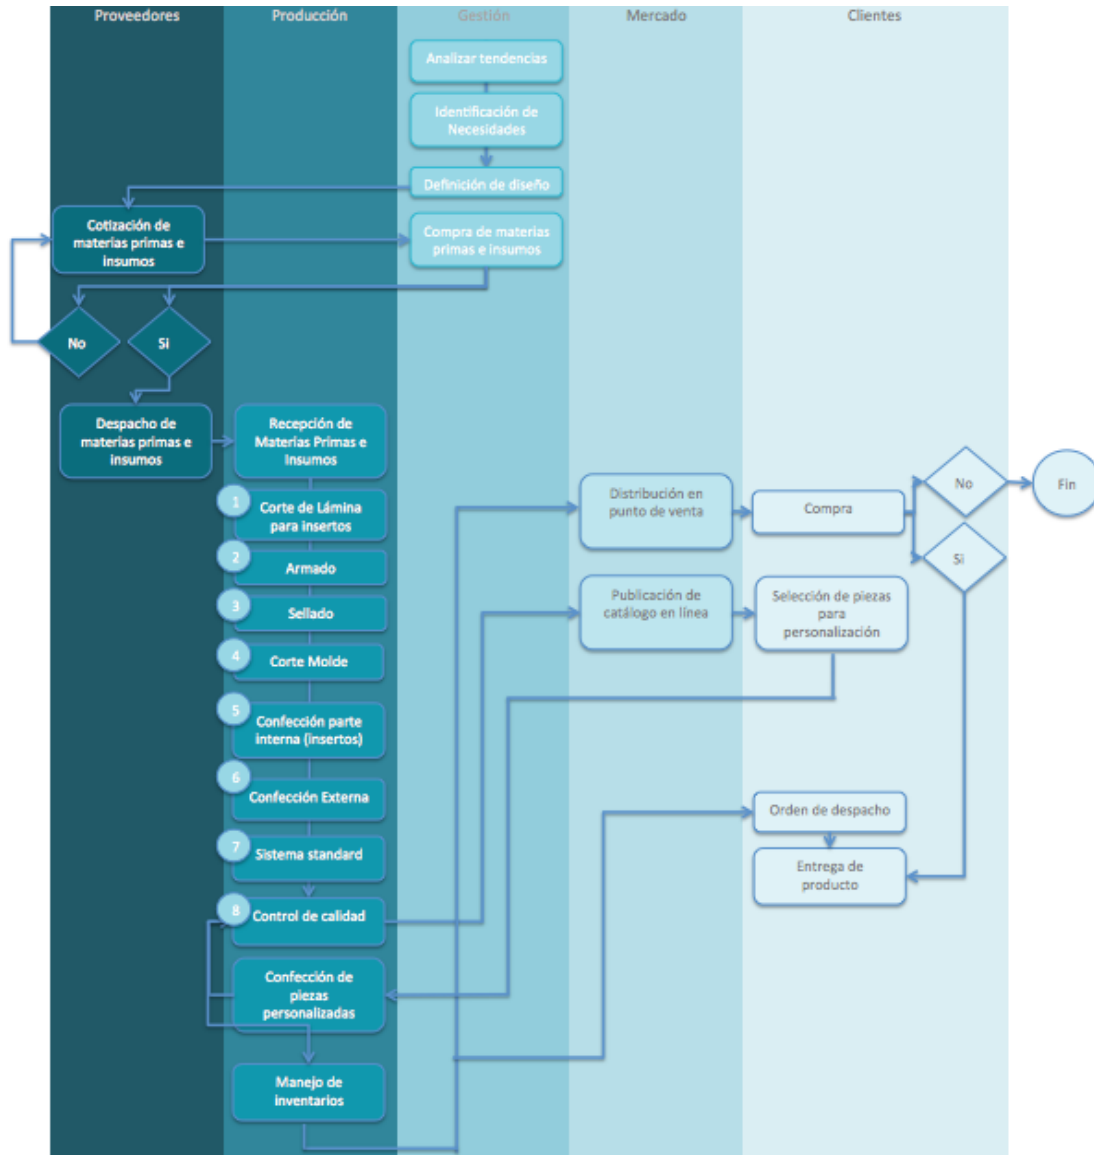 Proveedores
Producción
Gestión
Mercado
Clientes
Analizar tendencias
Identificación de
Necesidades
Definición de diseño
Cotización de
materias primas e
insumos
Compra de materias
primas e insumos
No
Si
Despacho de
materias primas e
insumos
Recepción de
Materias Primas e
Insumos
1
Corte de Lámina
para insertos
2
Armado
3
Sellado
4
Corte Molde
5
Confección parte
interna (insertos)
6
Confección Externa
7
Sistema standard
8
Control de calidad
Confección de
piezas
personalizadas
Manejo de
inventarios
Distribución en
punto de venta
Compra
No
Fin
Si
Publicación de
catálogo en línea
Selección de piezas
para
personalización
Orden de despacho
Entrega de
producto